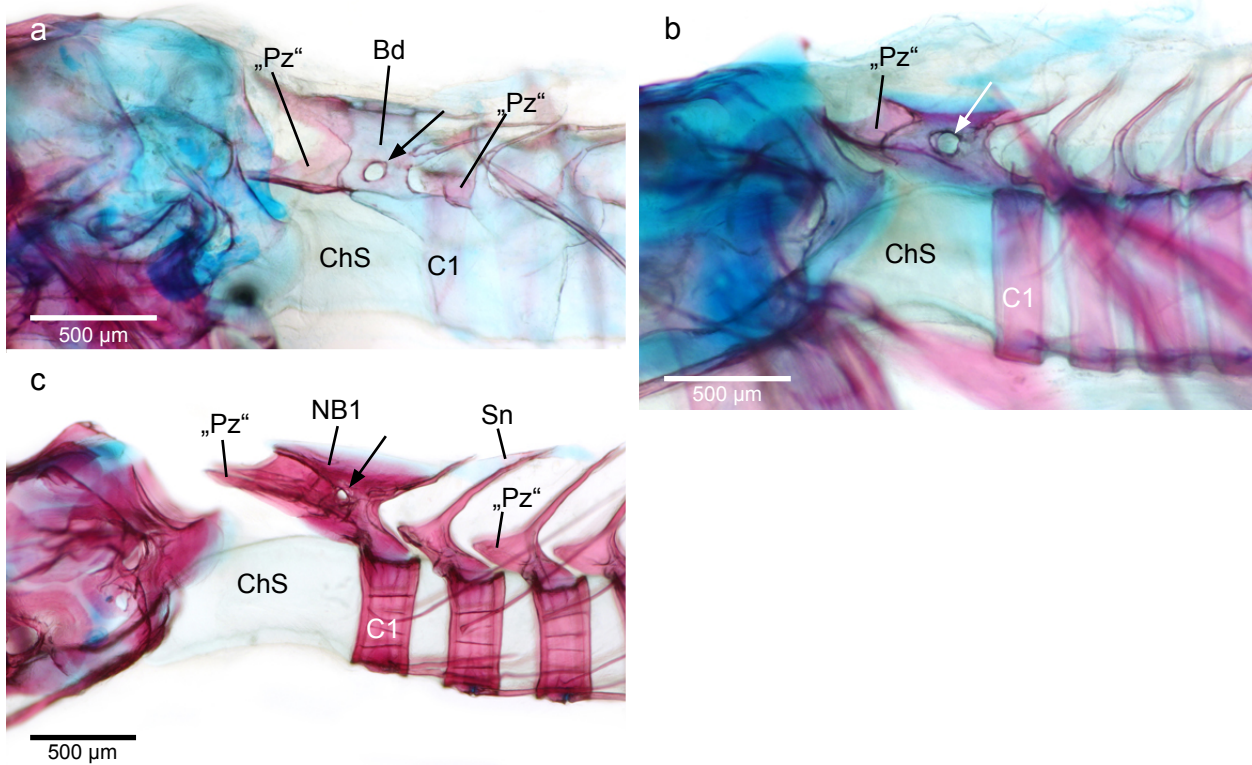 a
„Pz“
Bd
„Pz“
ChS
C1
500 µm
b
„Pz“
ChS
C1
500 µm
c
„Pz“
NB1
Sn
„Pz“
ChS
C1
500 µm